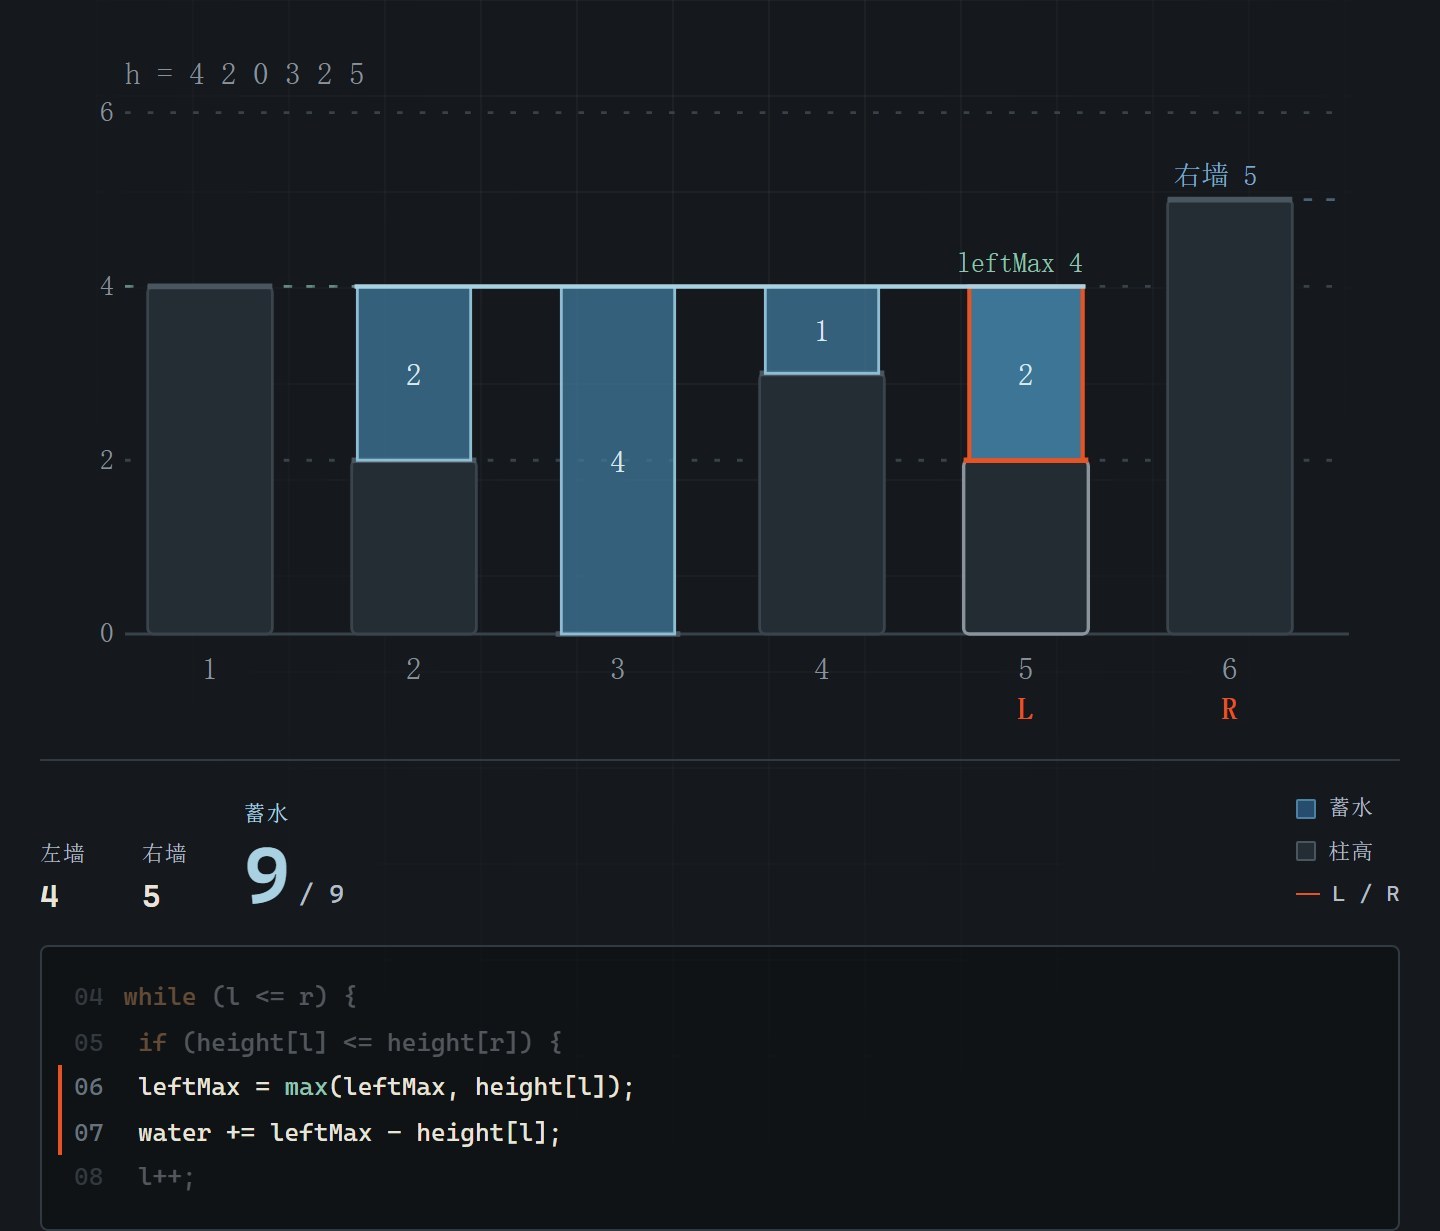 h = 4 2 0 3 2 5
6
右墙 5
leftMax 4
4
1
2
2
2
4
0
1 2 3 4 5 6
L R
蓄水
左墙 右墙
4 5 9 / 9
蓄水
柱高
L / R
04 while (l <= r) {
05 if (height[l] <= height[r]) {
06 leftMax = max(leftMax, height[l]);
07 water += leftMax − height[l];
08 l++;